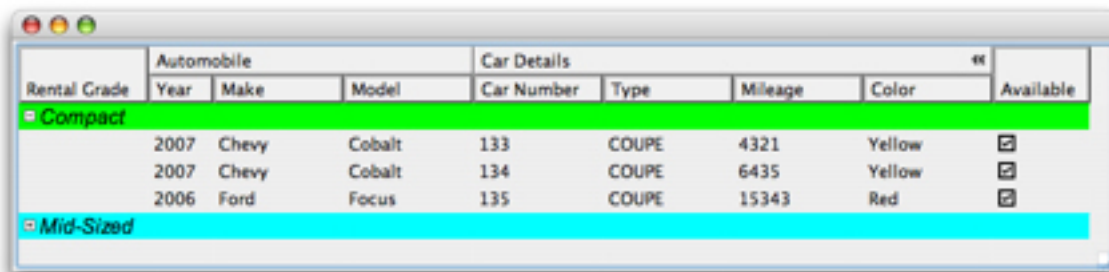 Automobile Car Details
Rental Grade Year Make Model Car Number Type Mileage Color Available
Compact
2007 Chevy Cobalt 133 COUPE 4321 Yellow
2007 Chevy Cobalt 134 COUPE 6435 Yellow
2006 Ford Focus 135 COUPE 15343 Red
Mid-Sized